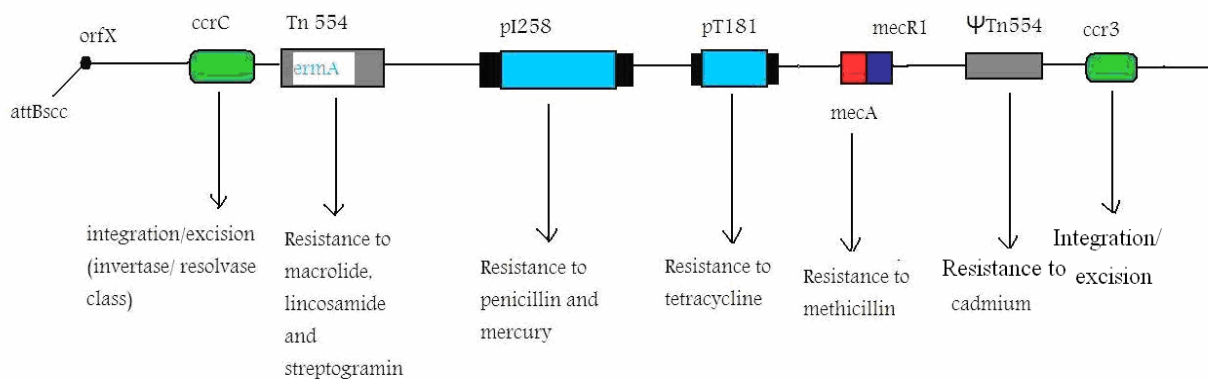 orfX
ccrC
Tn 554
pI258
pT181
mecR1
ΨTn554
ccr3
ermA
attBscc
mecA
integration/excision
(invertase/ resolvase
class)
Resistance to
macrolide,
lincosamide
and
streptogramin
Resistance to
penicillin and
mercury
Resistance to
tetracycline
Resistance to
methicillin
Resistance to
cadmium
Integration/
excision